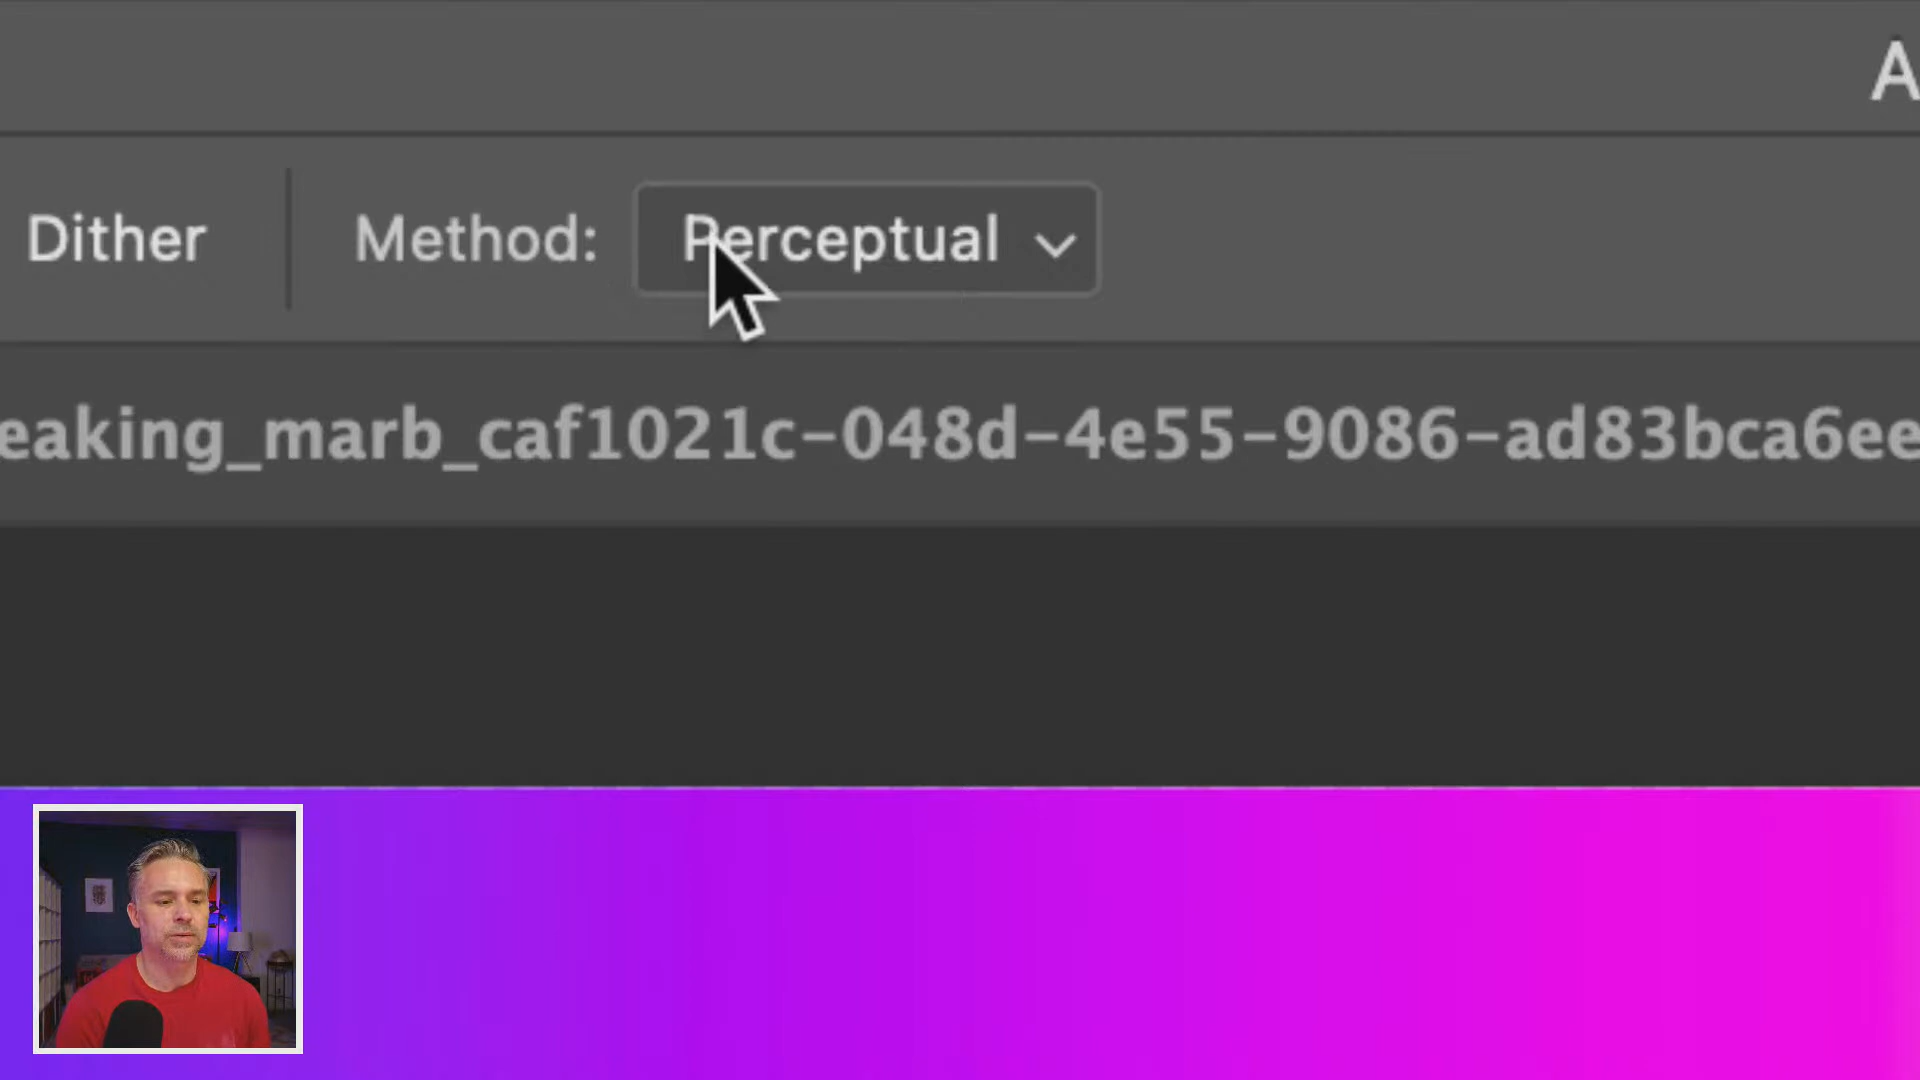 A
Dither Method: Perceptual
eaking_marb_caf1021c-048d-4e55-9086-ad83bca6ee